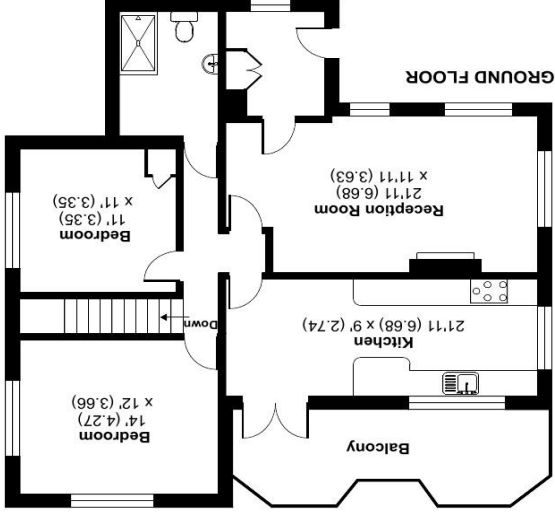 Balcony
Bedroom
14' (4.27)
x 12' (3.66)
Kitchen
21'11 (6.68) x 9' (2.74)
Down
Reception Room
21'11 (6.68)
x 11'11 (3.63)
Bedroom
11' (3.35)
x 11' (3.35)
GROUND FLOOR